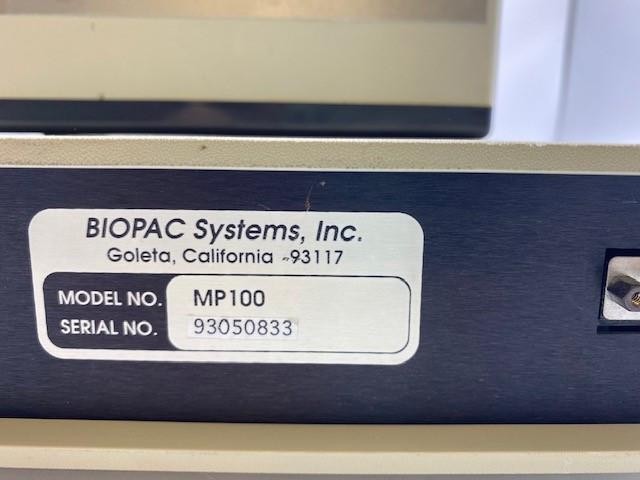 BIOPAC Systems, Inc.
Goleta, California ~93117
MODEL NO. MP100
SERIAL NO. 93050833